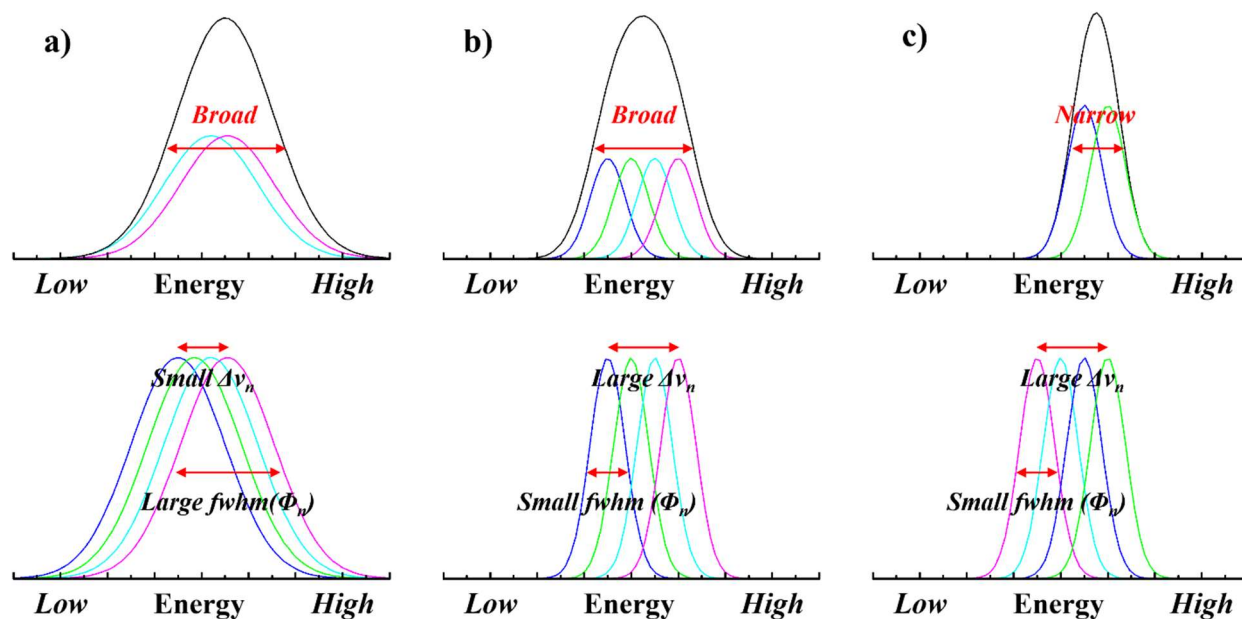 a)
b)
c)
Broad
Broad
Narrow
Low Energy High
Low Energy High
Low Energy High
Small Δνn
Large Δνn
Large Δνn
Large fwhm(Φn)
Small fwhm (Φn)
Small fwhm (Φn)
Low Energy High
Low Energy High
Low Energy High